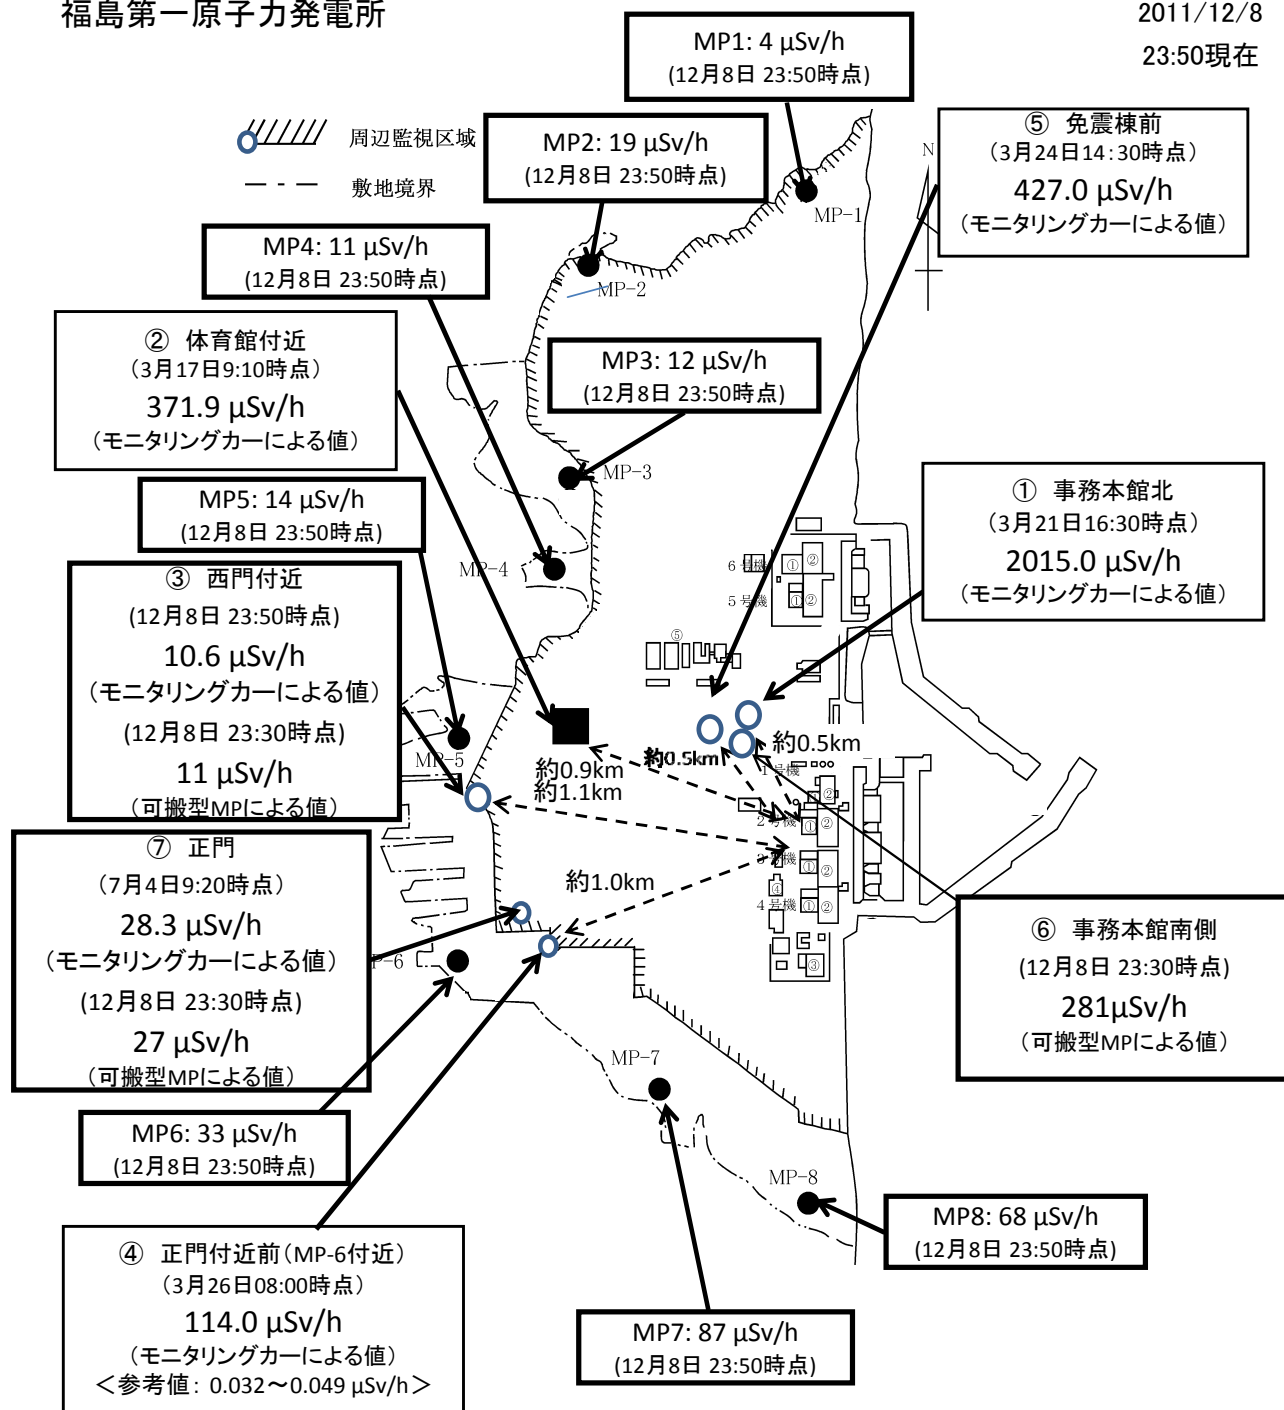 福島第一原子力発電所
2011/12/8
23:50現在
周辺監視区域
敷地境界
N
MP1: 4 μSv/h
(12月8日 23:50時点)
MP2: 19 μSv/h
(12月8日 23:50時点)
⑤ 免震棟前
(3月24日14:30時点)
427.0 μSv/h
(モニタリングカーによる値)
MP4: 11 μSv/h
(12月8日 23:50時点)
MP-1
MP-2
② 体育館付近
(3月17日9:10時点)
371.9 μSv/h
(モニタリングカーによる値)
MP3: 12 μSv/h
(12月8日 23:50時点)
MP-3
MP5: 14 μSv/h
(12月8日 23:50時点)
① 事務本館北
(3月21日16:30時点)
2015.0 μSv/h
(モニタリングカーによる値)
MP-4
6号機
① ②
5号機
① ②
③ 西門付近
(12月8日 23:50時点)
10.6 μSv/h
(モニタリングカーによる値)
(12月8日 23:30時点)
11 μSv/h
(可搬型MPによる値)
⑤
MP-5
約0.9km
約1.1km
約0.5km
約0.5km
1号機
②
2号機
① ②
3号機
① ②
④
4号機
① ②
③
約1.0km
⑦ 正門
(7月4日9:20時点)
28.3 μSv/h
(モニタリングカーによる値)
(12月8日 23:30時点)
27 μSv/h
(可搬型MPによる値)
P-6
⑥ 事務本館南側
(12月8日 23:30時点)
281μSv/h
(可搬型MPによる値)
MP-7
MP6: 33 μSv/h
(12月8日 23:50時点)
MP-8
MP8: 68 μSv/h
(12月8日 23:50時点)
④ 正門付近前(MP-6付近)
(3月26日08:00時点)
114.0 μSv/h
(モニタリングカーによる値)
<参考値: 0.032～0.049 μSv/h>
MP7: 87 μSv/h
(12月8日 23:50時点)